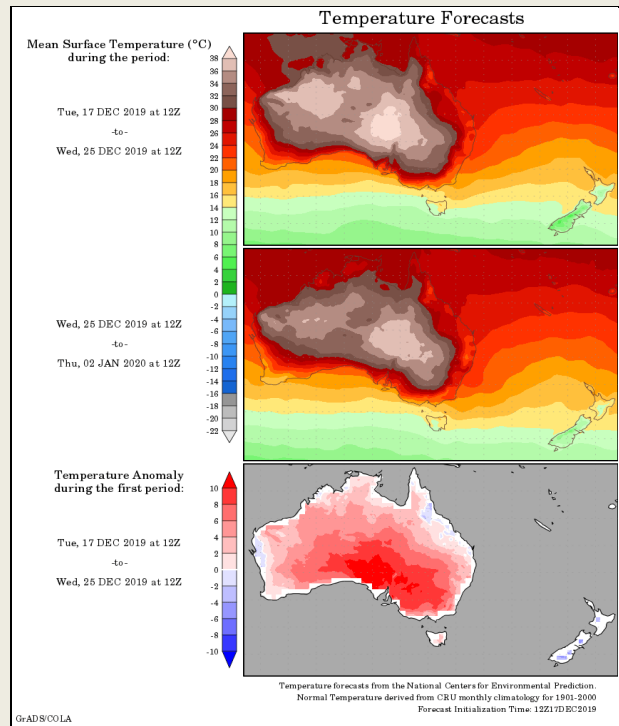 Temperature Forecasts
Mean Surface Temperature (°C)
during the period:
Tue, 17 DEC 2019 at 12Z
-to-
Wed, 25 DEC 2019 at 12Z
38
36
34
32
30
28
26
24
22
20
18
16
14
12
10
8
6
4
2
0
-2
-4
-6
-8
-10
-12
-14
-16
-18
-20
-22
Wed, 25 DEC 2019 at 12Z
-to-
Thu, 02 JAN 2020 at 12Z
Temperature Anomaly
during the first period:
Tue, 17 DEC 2019 at 12Z
-to-
Wed, 25 DEC 2019 at 12Z
10
8
6
4
2
0
-2
-4
-6
-8
-10
Temperature forecasts from the National Centers for Environmental Prediction.
Normal Temperature derived from CRU monthly climatology for 1901-2000
Forecast Initialization Time: 12Z17DEC2019
GrADS/COLA